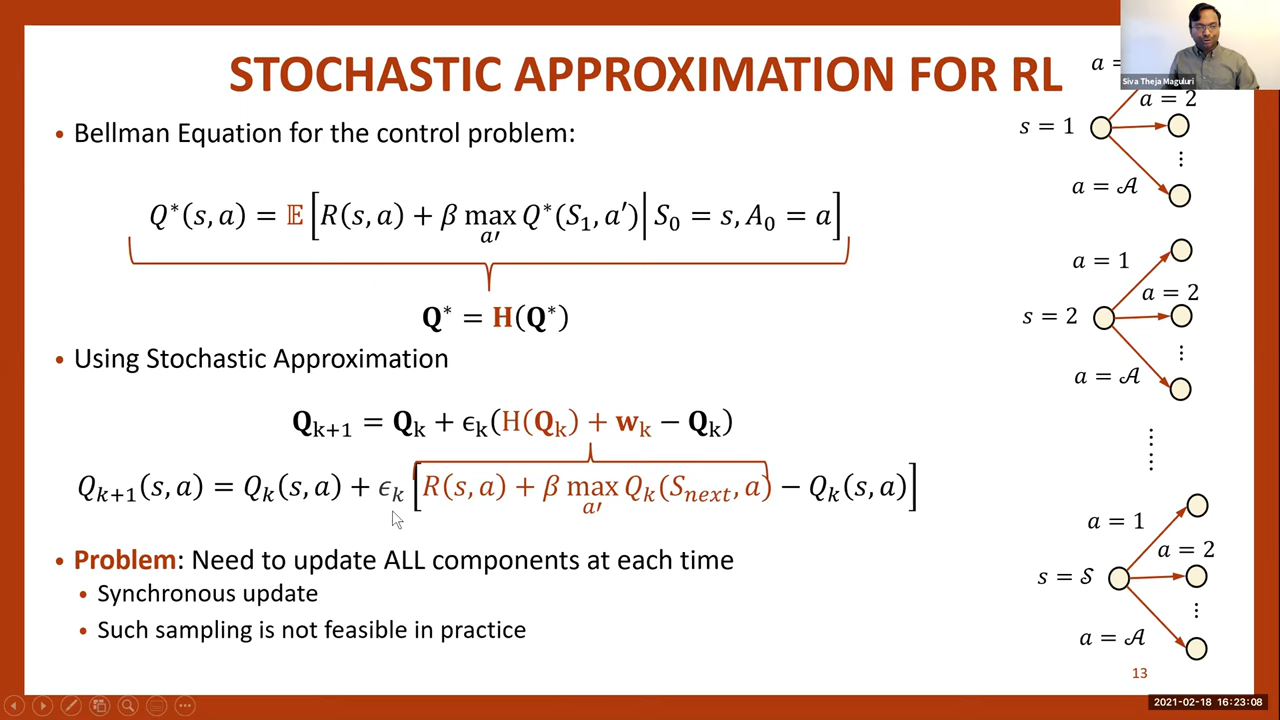 STOCHASTIC APPROXIMATION FOR RL
Siva Theja Maguluri
• Bellman Equation for the control problem:
Q*(s, a) = 𝔼[R(s, a) + β max_{a′} Q*(S₁, a′)| S₀ = s, A₀ = a]
Q* = H(Q*)
• Using Stochastic Approximation
Q_{k+1} = Q_k + ϵ_k(H(Q_k) + w_k − Q_k)
Q_{k+1}(s, a) = Q_k(s, a) + ϵ_k [R(s, a) + β max_{a′} Q_k(S_{next}, a) − Q_k(s, a)]
• Problem: Need to update ALL components at each time
• Synchronous update
• Such sampling is not feasible in practice
a =
a = 2
s = 1
⋮
a = 𝒜
a = 1
a = 2
s = 2
⋮
a = 𝒜
⋮
a = 1
a = 2
s = 𝒮
⋮
a = 𝒜
13
2021-02-18 16:23:08